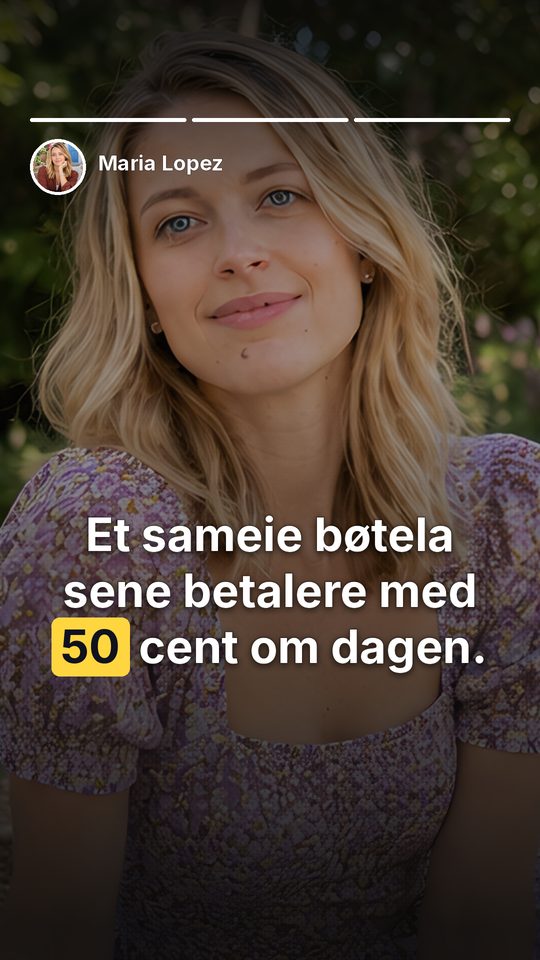 Maria Lopez
Et sameie bøtela
sene betalere med
50 cent om dagen.